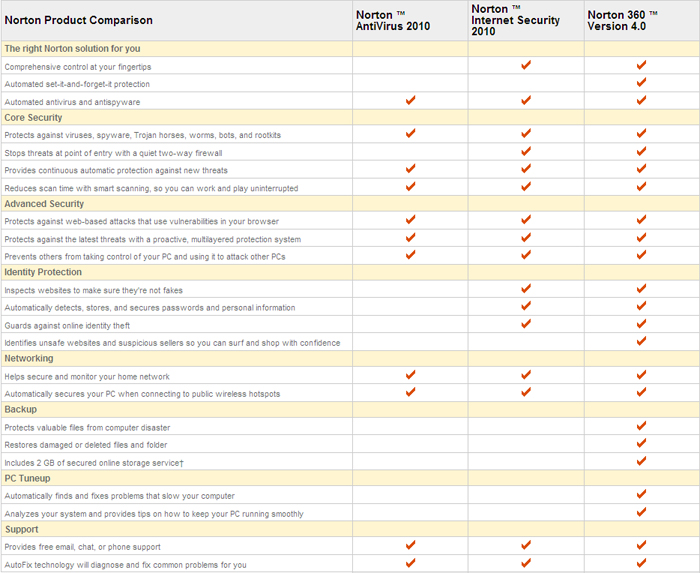 Norton Product Comparison
Norton ™
AntiVirus 2010
Norton ™
Internet Security
2010
Norton 360 ™
Version 4.0
The right Norton solution for you
Comprehensive control at your fingertips
Automated set-it-and-forget-it protection
Automated antivirus and antispyware
Core Security
Protects against viruses, spyware, Trojan horses, worms, bots, and rootkits
Stops threats at point of entry with a quiet two-way firewall
Provides continuous automatic protection against new threats
Reduces scan time with smart scanning, so you can work and play uninterrupted
Advanced Security
Protects against web-based attacks that use vulnerabilities in your browser
Protects against the latest threats with a proactive, multilayered protection system
Prevents others from taking control of your PC and using it to attack other PCs
Identity Protection
Inspects websites to make sure they're not fakes
Automatically detects, stores, and secures passwords and personal information
Guards against online identity theft
Identifies unsafe websites and suspicious sellers so you can surf and shop with confidence
Networking
Helps secure and monitor your home network
Automatically secures your PC when connecting to public wireless hotspots
Backup
Protects valuable files from computer disaster
Restores damaged or deleted files and folder
Includes 2 GB of secured online storage service†
PC Tuneup
Automatically finds and fixes problems that slow your computer
Analyzes your system and provides tips on how to keep your PC running smoothly
Support
Provides free email, chat, or phone support
AutoFix technology will diagnose and fix common problems for you